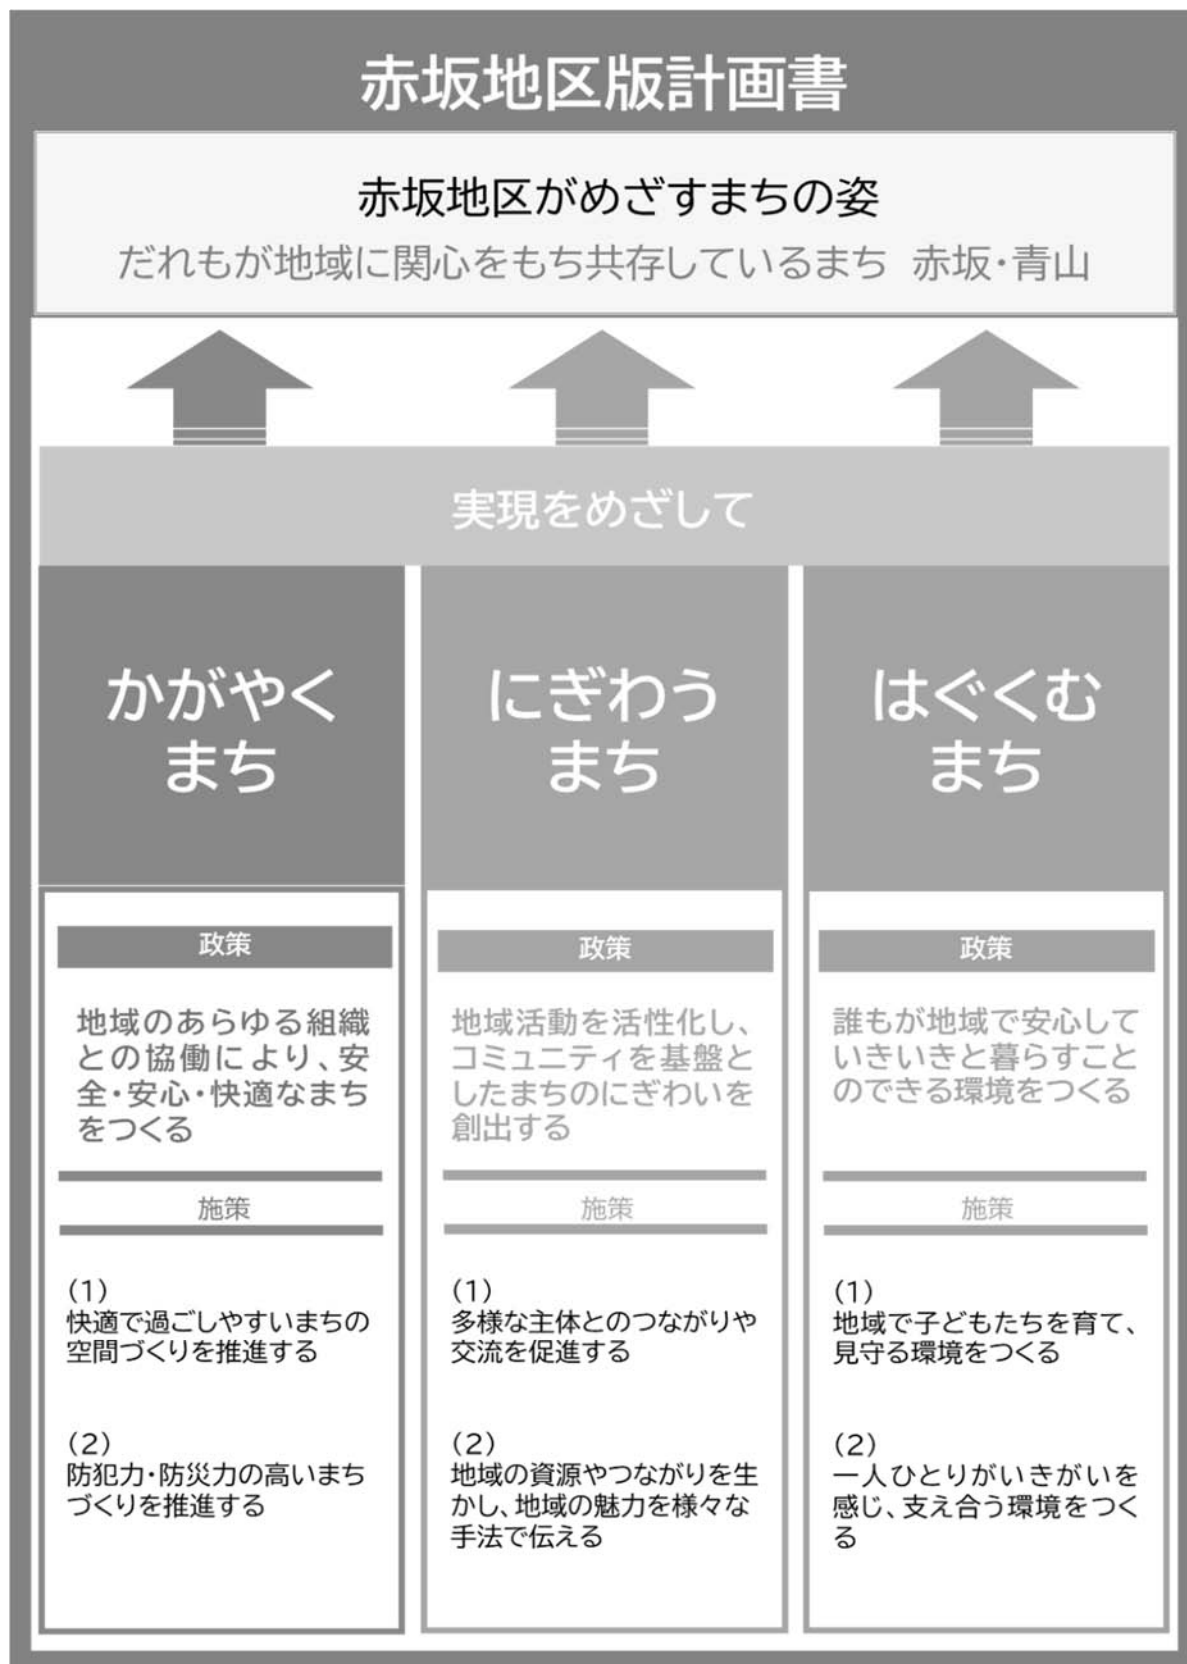 赤坂地区版計画書
赤坂地区がめざすまちの姿
だれもが地域に関心をもち共存しているまち 赤坂・青山
実現をめざして
かがやく
まち
政策
地域のあらゆる組織
との協働により、安
全・安心・快適なまち
をつくる
施策
(1)
快適で過ごしやすいまちの
空間づくりを推進する
(2)
防犯力・防災力の高いまち
づくりを推進する
にぎわう
まち
政策
地域活動を活性化し、
コミュニティを基盤と
したまちのにぎわいを
創出する
施策
(1)
多様な主体とのつながりや
交流を促進する
(2)
地域の資源やつながりを生
かし、地域の魅力を様々な
手法で伝える
はぐくむ
まち
政策
誰もが地域で安心して
いきいきと暮らすこと
のできる環境をつくる
施策
(1)
地域で子どもたちを育て、
見守る環境をつくる
(2)
一人ひとりがいきがいを
感じ、支え合う環境をつく
る